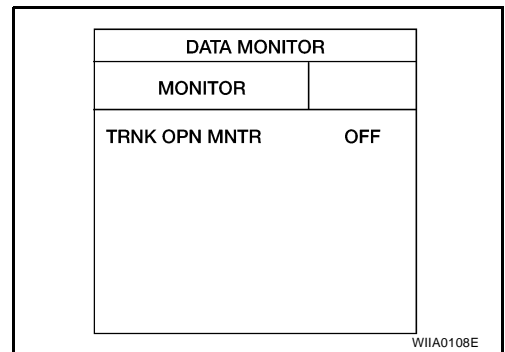 DATA MONITOR
MONITOR
TRNK OPN MNTR OFF
WIIA0108E